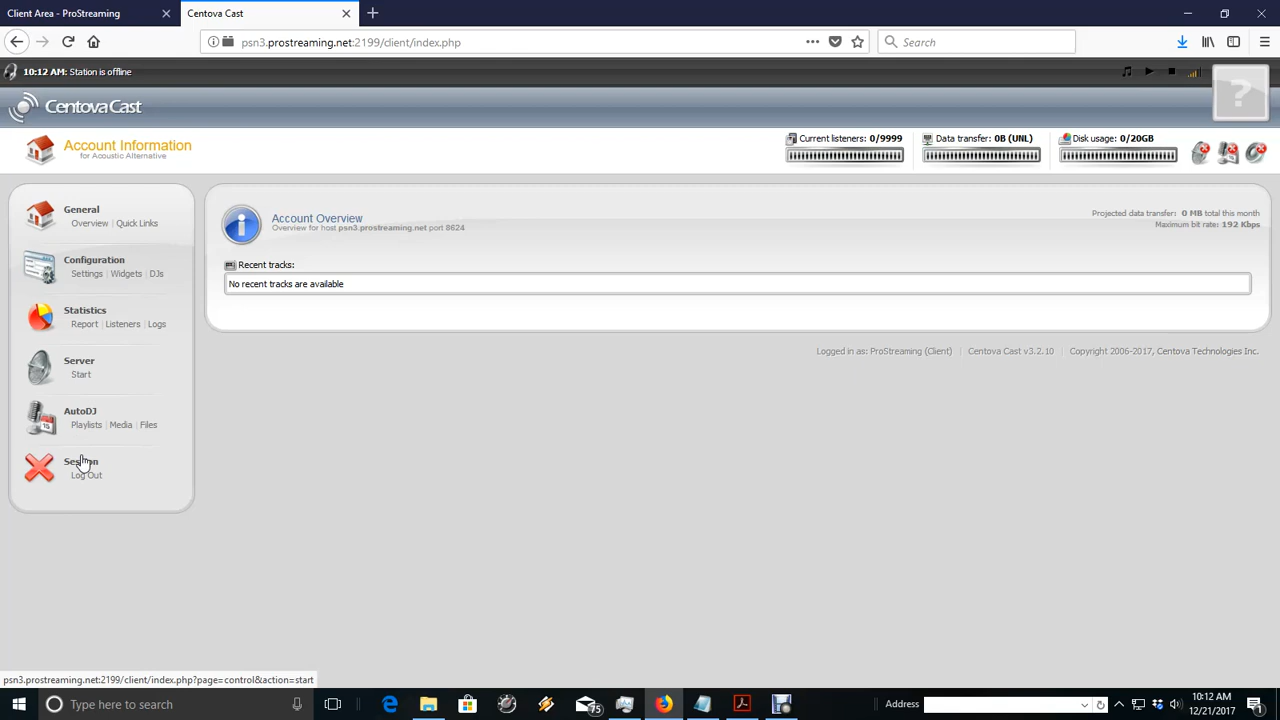 Client Area - ProStreaming
Centova Cast
psn3.prostreaming.net:2199/client/index.php
Search
10:12 AM: Station is offline
CentovaCast
?
Account Information
for Acoustic Alternative
Current listeners: 0/9999
Data transfer: 0B (UNL)
Disk usage: 0/20GB
General
Overview | Quick Links
Configuration
Settings | Widgets | DJs
Statistics
Report | Listeners | Logs
Server
Start
AutoDJ
Playlists | Media | Files
Session
Log Out
Account Overview
Overview for host psn3.prostreaming.net port 8624
Projected data transfer: 0 MB total this month
Maximum bit rate: 192 Kbps
Recent tracks:
No recent tracks are available
Logged in as: ProStreaming (Client) | Centova Cast v3.2.10 | Copyright 2006-2017, Centova Technologies Inc.
psn3.prostreaming.net:2199/client/index.php?page=control&action=start
Type here to search
75
Address
10:12 AM
12/21/2017
1